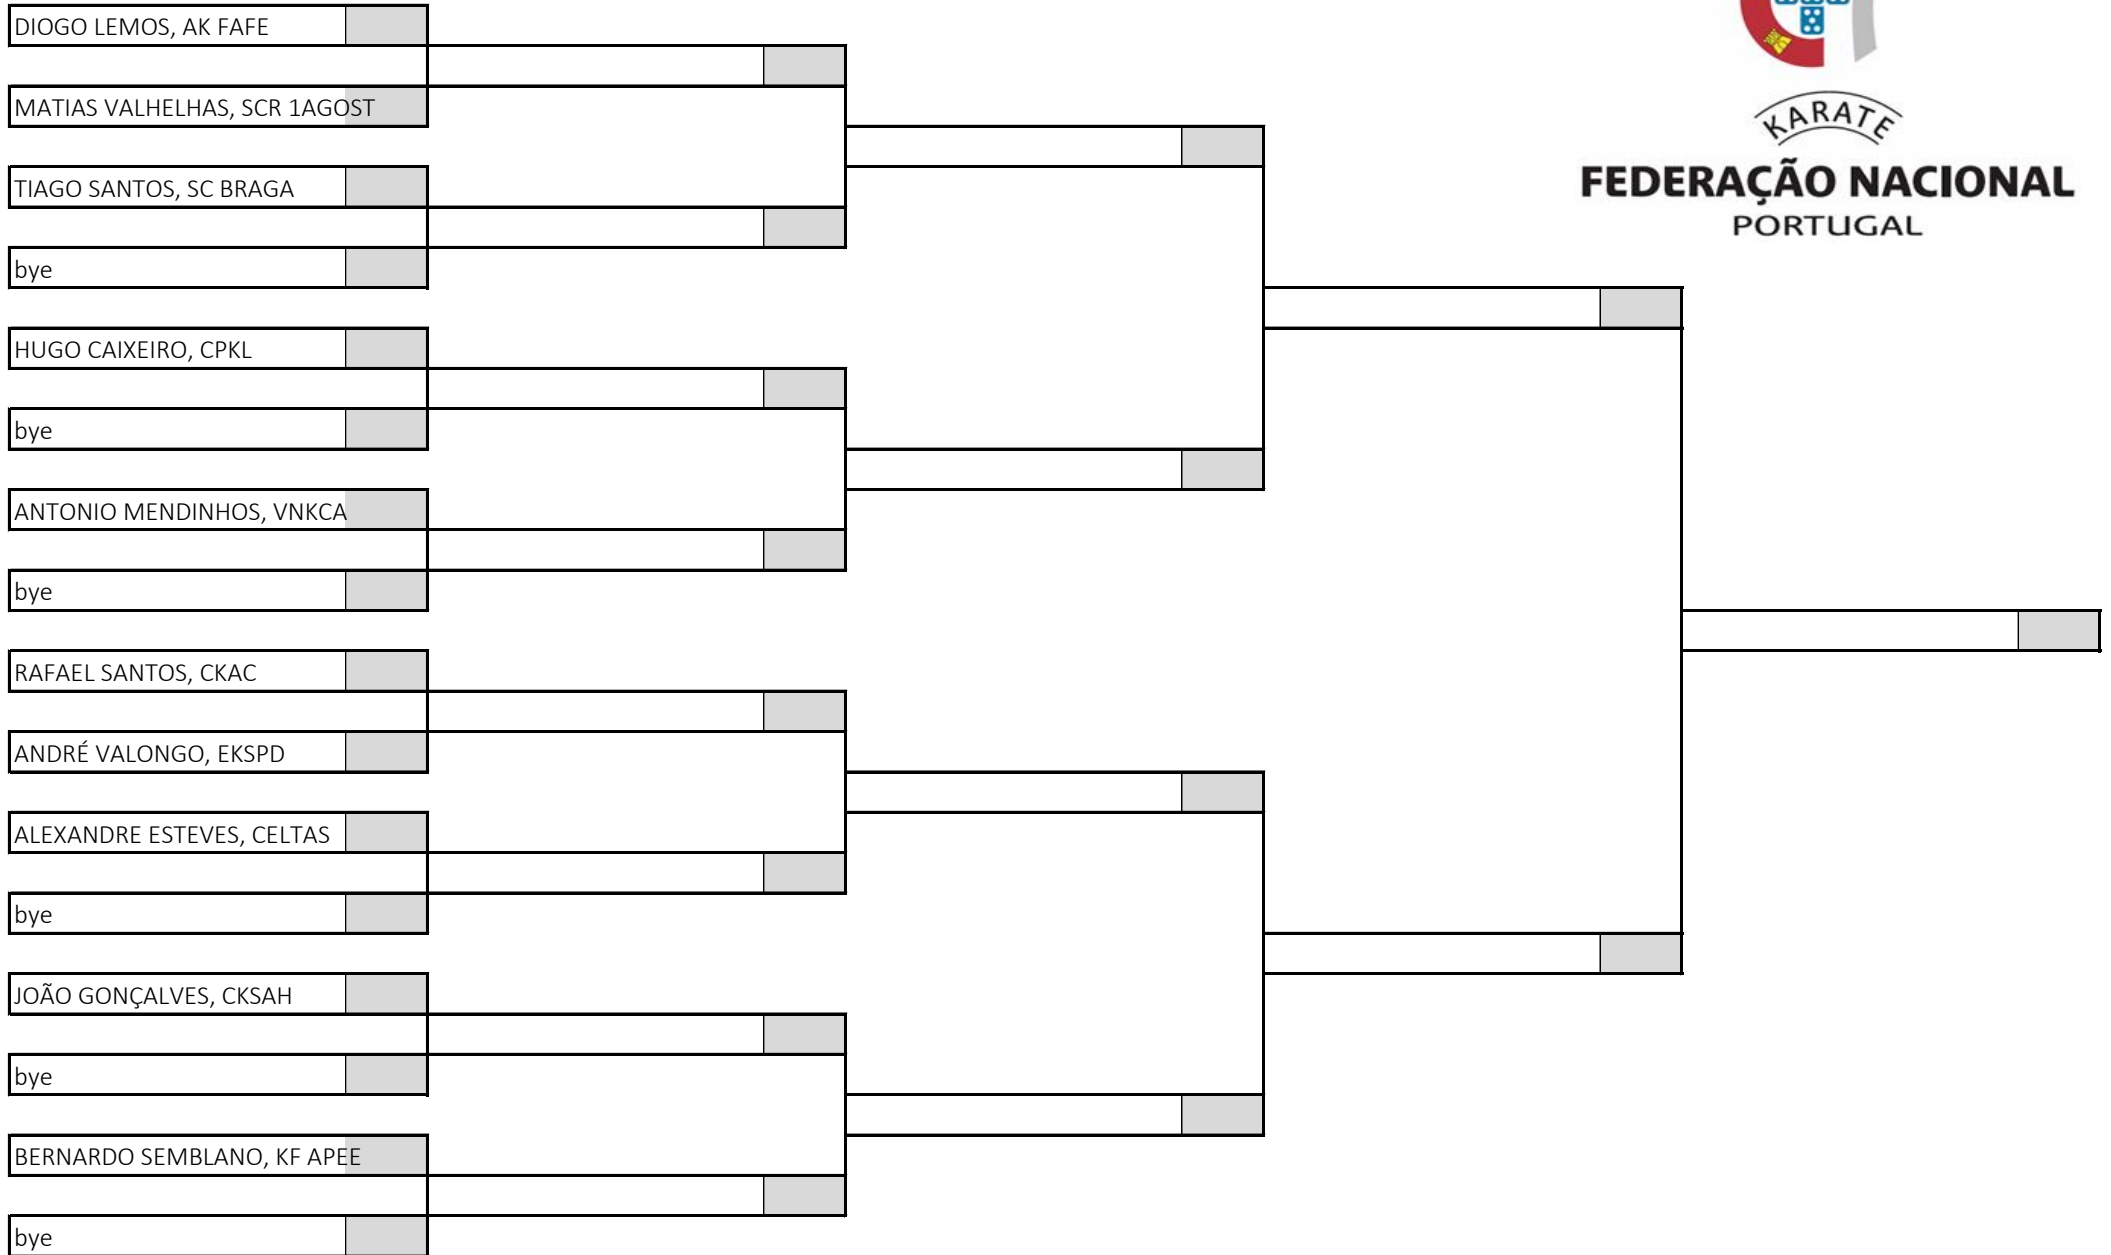 DIOGO LEMOS, AK FAFE
MATIAS VALHELHAS, SCR 1AGOST
TIAGO SANTOS, SC BRAGA
bye
HUGO CAIXEIRO, CPKL
bye
ANTONIO MENDINHOS, VNKCA
bye
RAFAEL SANTOS, CKAC
ANDRÉ VALONGO, EKSPD
ALEXANDRE ESTEVES, CELTAS
bye
JOÃO GONÇALVES, CKSAH
bye
BERNARDO SEMBLANO, KF APEE
bye
KARATE
FEDERAÇÃO NACIONAL
PORTUGAL